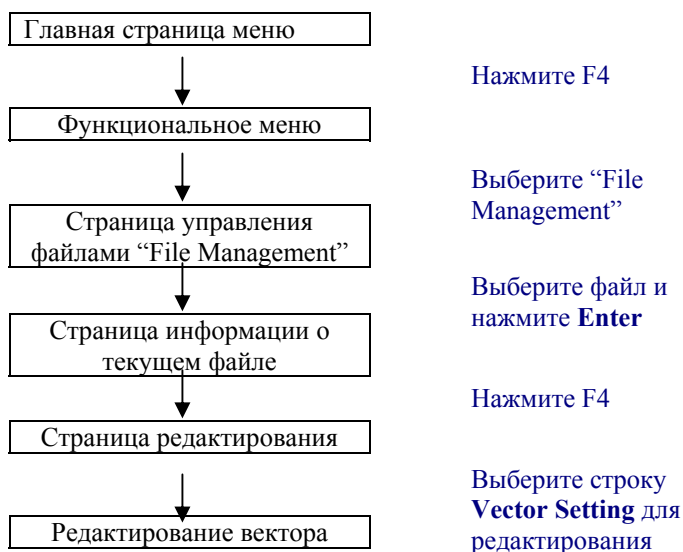 Главная страница меню
Нажмите F4
Функциональное меню
Выберите “File
Management”
Страница управления
файлами “File Management”
Выберите файл и
нажмите Enter
Страница информации о
текущем файле
Нажмите F4
Страница редактирования
Выберите строку
Vector Setting для
редактирования
Редактирование вектора